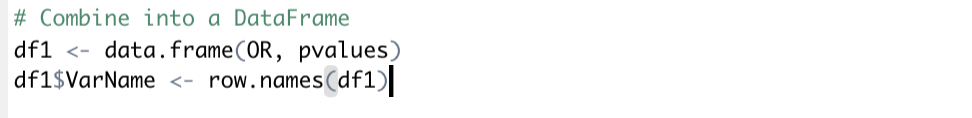 # Combine into a DataFrame
df1 <- data.frame(OR, pvalues)
df1$VarName <- row.names(df1)